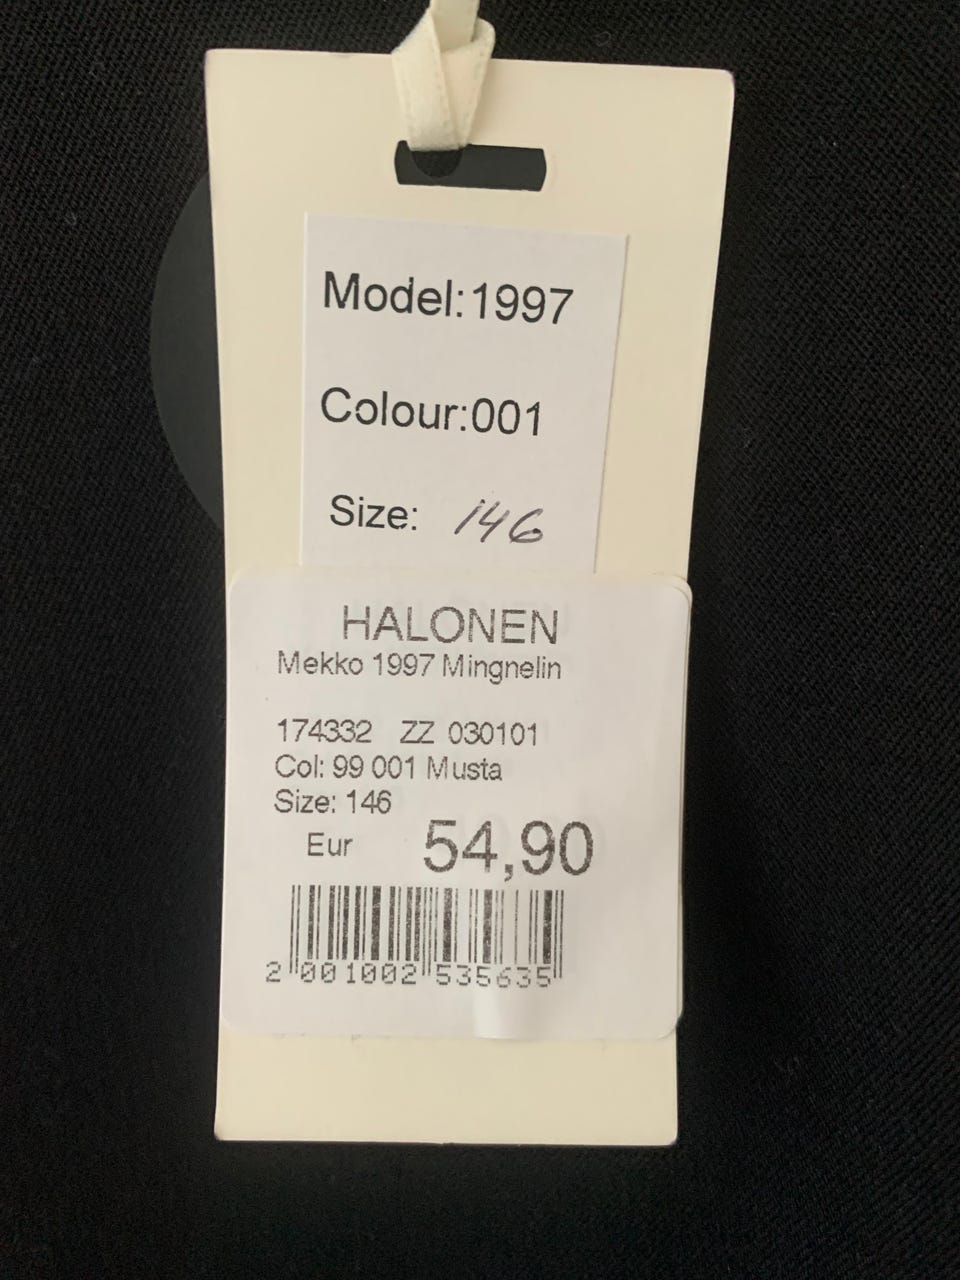 Model:1997
Colour:001
Size: 146
HALONEN
Mekko 1997 Mingnelin
174332 ZZ 030101
Col: 99 001 Musta
Size: 146
Eur 54,90
2 001002 535635